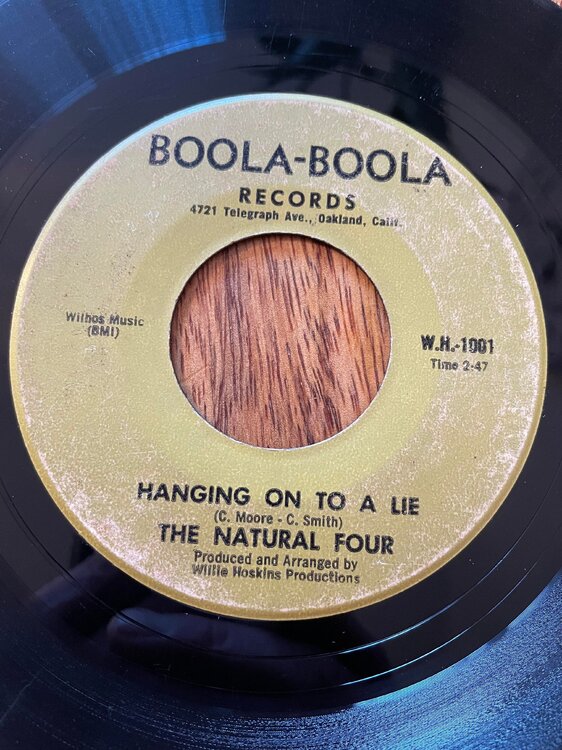 BOOLA-BOOLA
RECORDS
4721 Telegraph Ave., Oakland, Calif.
Wilhos Music
(BMI)
W.H.-1001
Time 2-47
HANGING ON TO A LIE
(C. Moore - C. Smith)
THE NATURAL FOUR
Produced and Arranged by
Willie Hoskins Productions